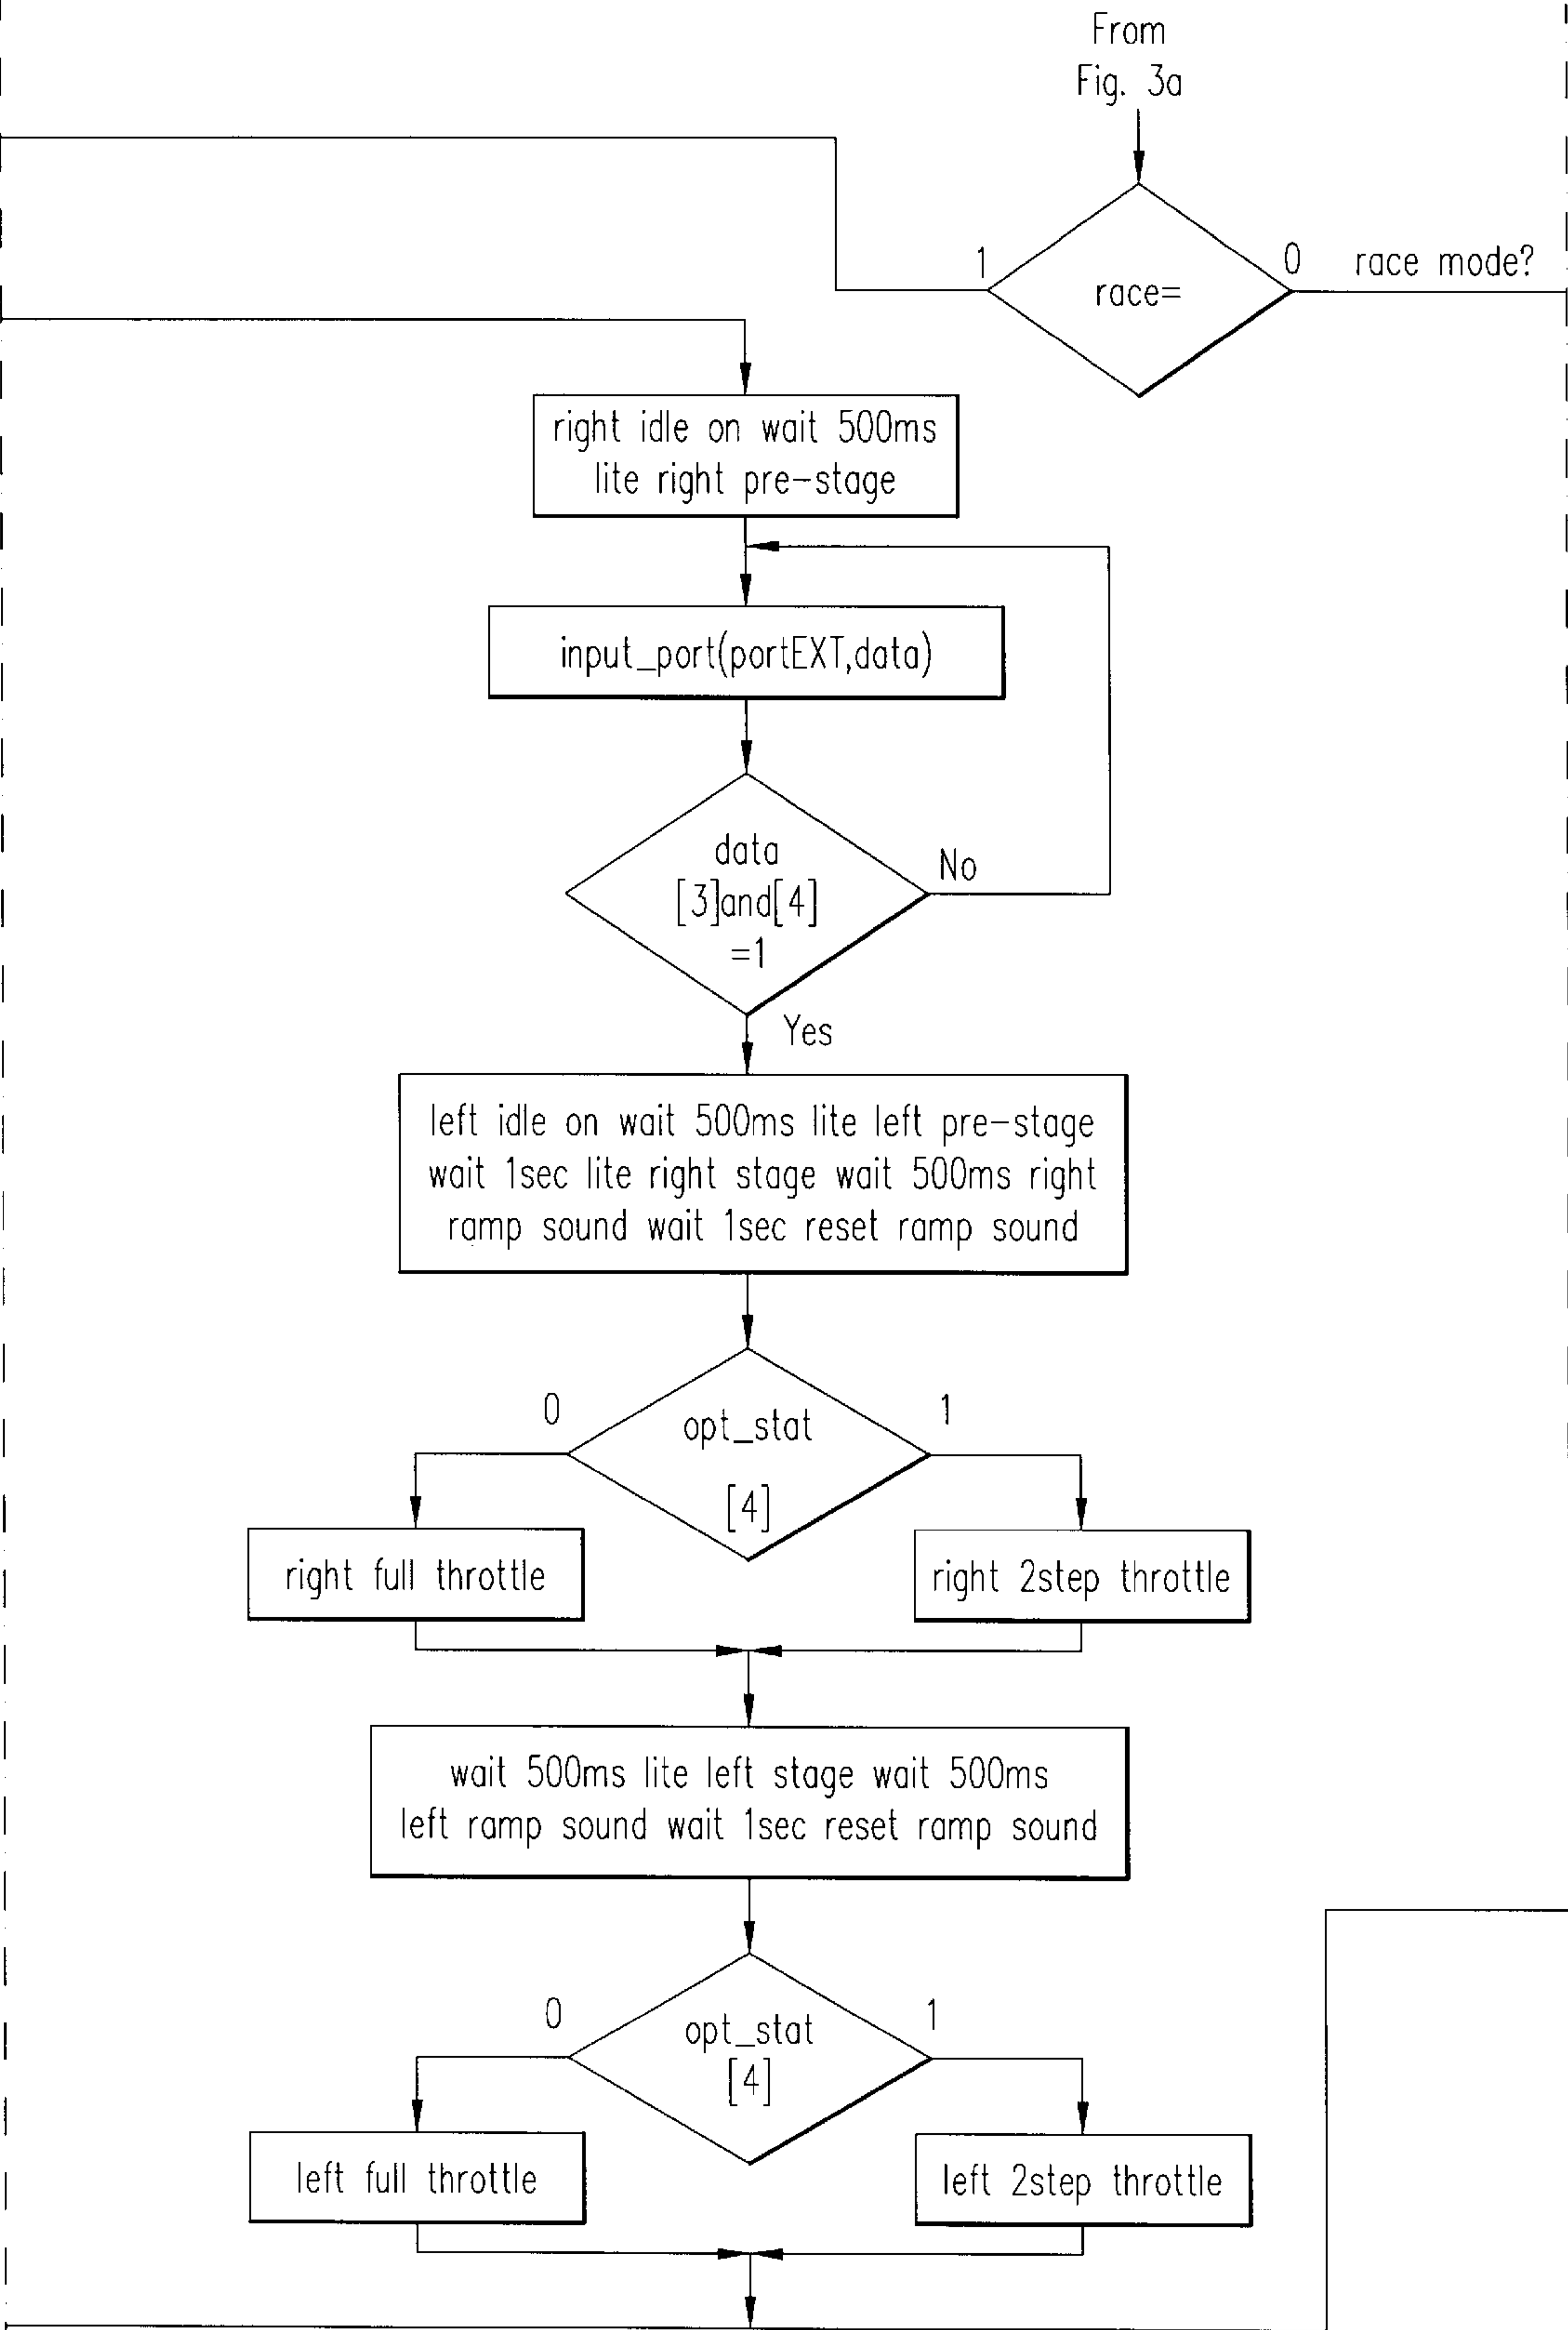 From
Fig. 3a
1
0
race mode?
race=
right idle on wait 500ms
lite right pre-stage
input_port(portEXT,data)
data
[3]and[4]
=1
No
Yes
left idle on wait 500ms lite left pre-stage
wait 1sec lite right stage wait 500ms right
ramp sound wait 1sec reset ramp sound
0
opt_stat
1
[4]
right full throttle
right 2step throttle
wait 500ms lite left stage wait 500ms
left ramp sound wait 1sec reset ramp sound
0
opt_stat
1
[4]
left full throttle
left 2step throttle